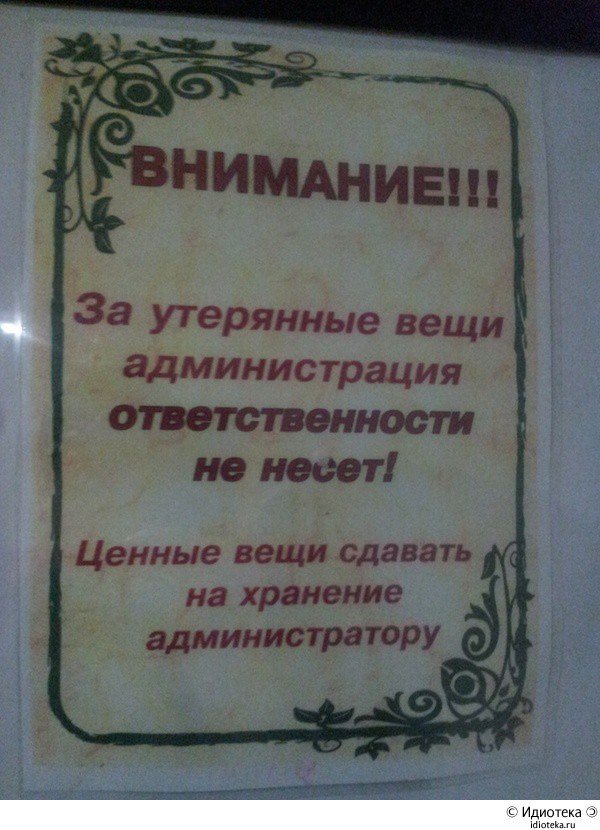 ВНИМАНИЕ!!!
За утерянные вещи
администрация
ответственности
не несет!
Ценные вещи сдавать
на хранение
администратору
© Идиотека Э
idioteka.ru